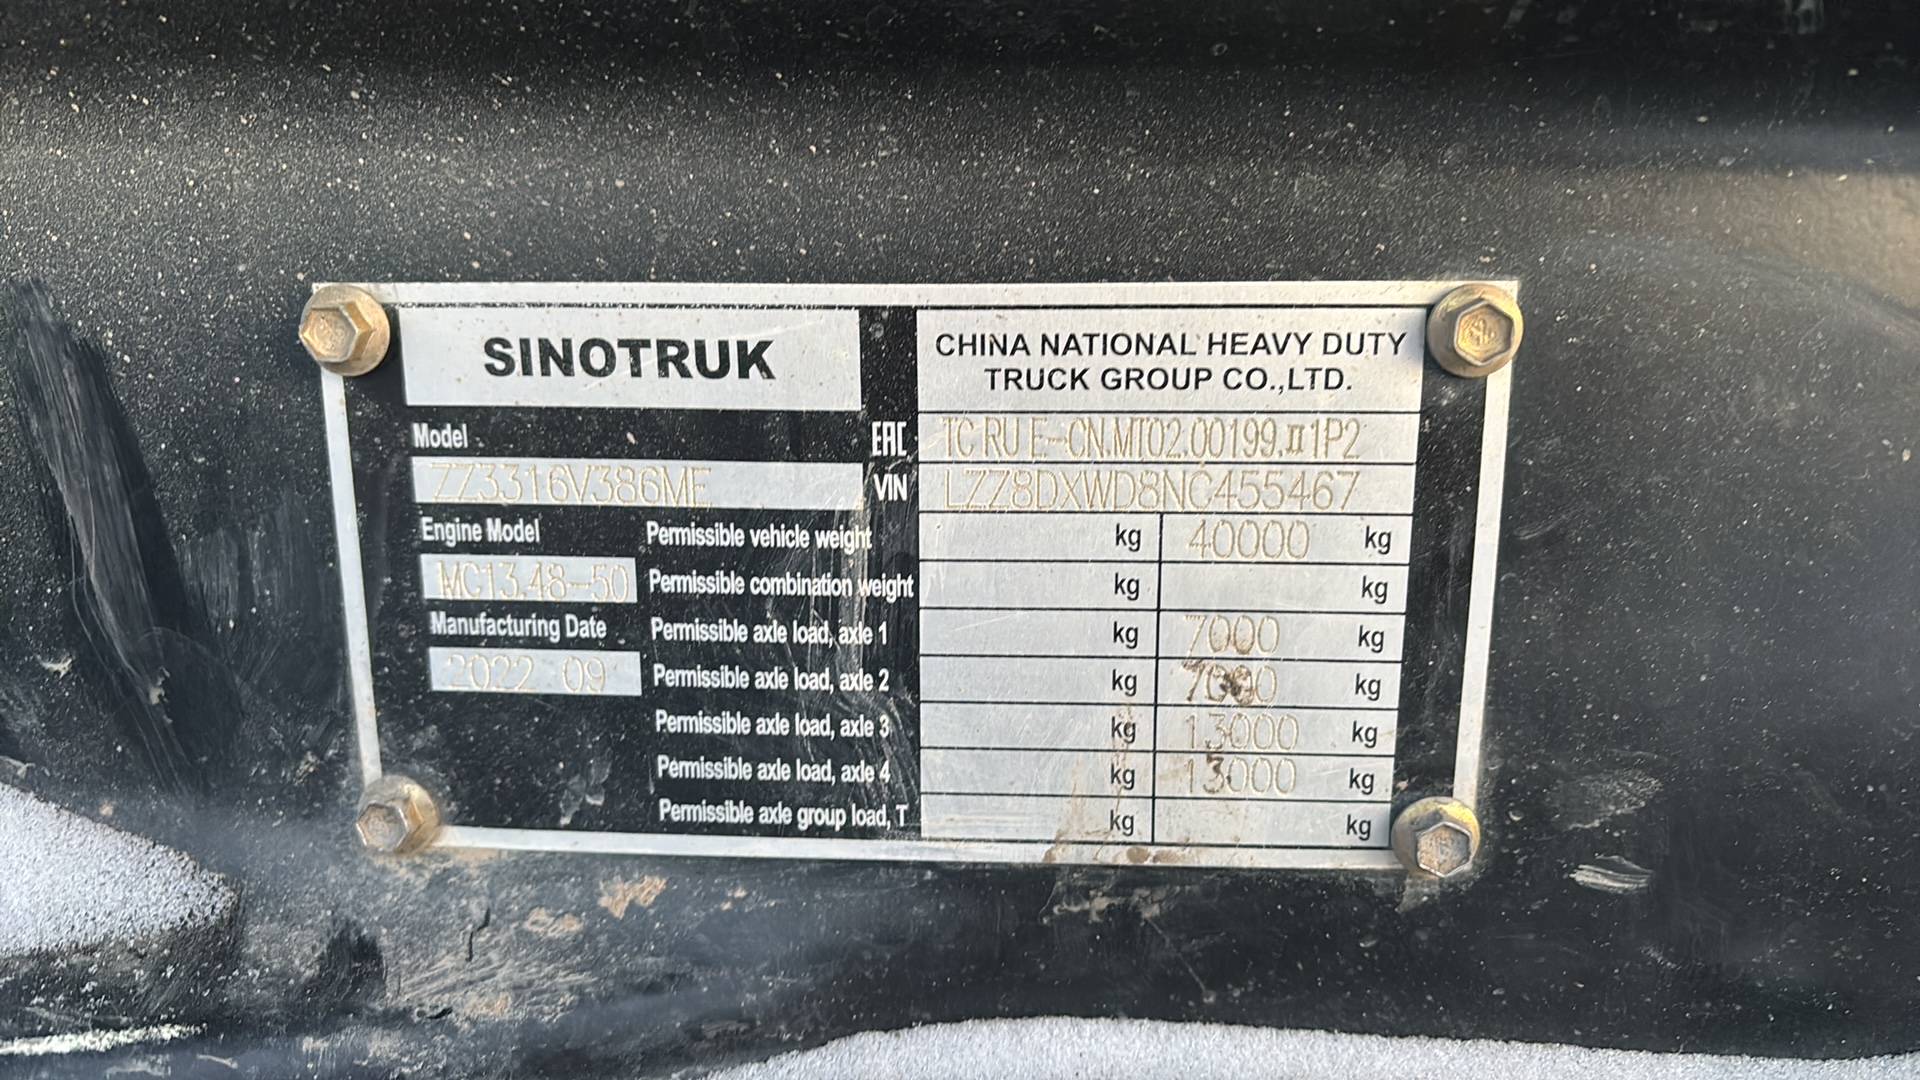 SINOTRUK
CHINA NATIONAL HEAVY DUTY
TRUCK GROUP CO.,LTD.
Model
EAC TC RU E-CN.MT02.00199.П1P2
ZZ3316V386ME
VIN LZZ8DXWD8NC455467
Engine Model
Permissible vehicle weight kg 40000 kg
MC13.48-50
Permissible combination weight kg kg
Manufacturing Date
Permissible axle load, axle 1 kg 7000 kg
2022 09
Permissible axle load, axle 2 kg 7000 kg
Permissible axle load, axle 3 kg 13000 kg
Permissible axle load, axle 4 kg 13000 kg
Permissible axle group load, T kg kg